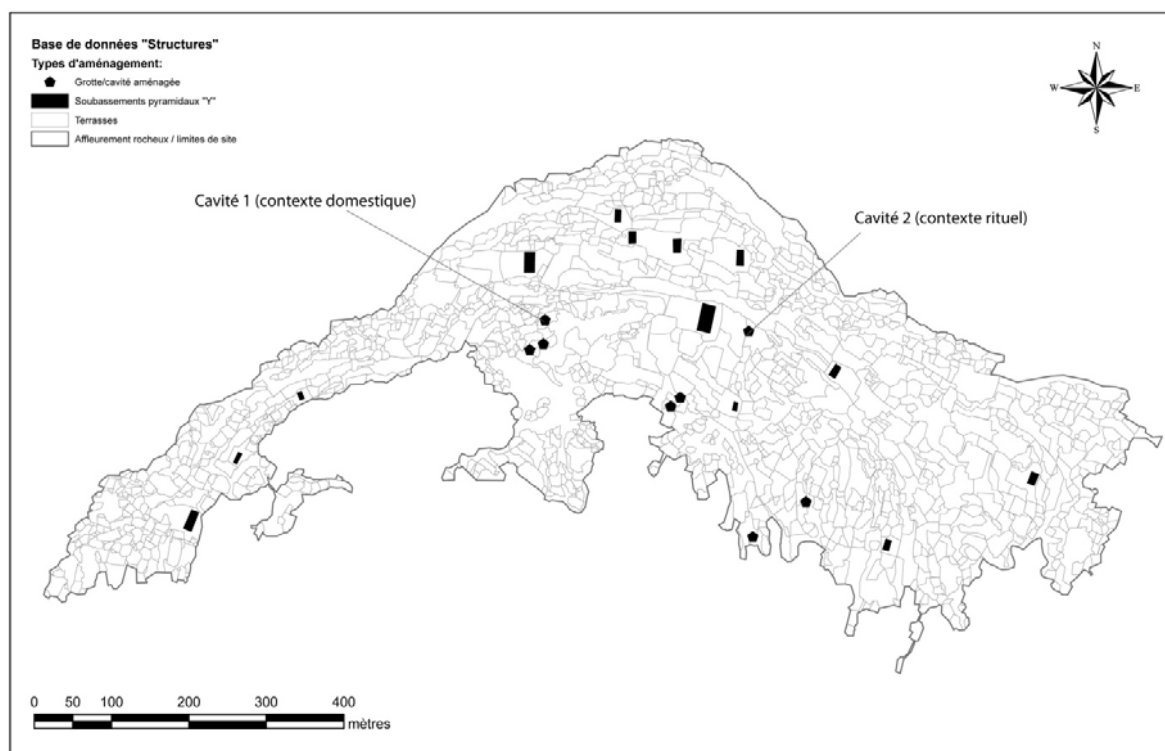 Base de données "Structures"
Types d'aménagement:
Grotte/cavité aménagée
Soubassements pyramidaux "Y"
Terrasses
Affleurement rocheux / limites de site
N
W
E
S
Cavité 1 (contexte domestique)
Cavité 2 (contexte rituel)
0 50 100 200 300 400
mètres